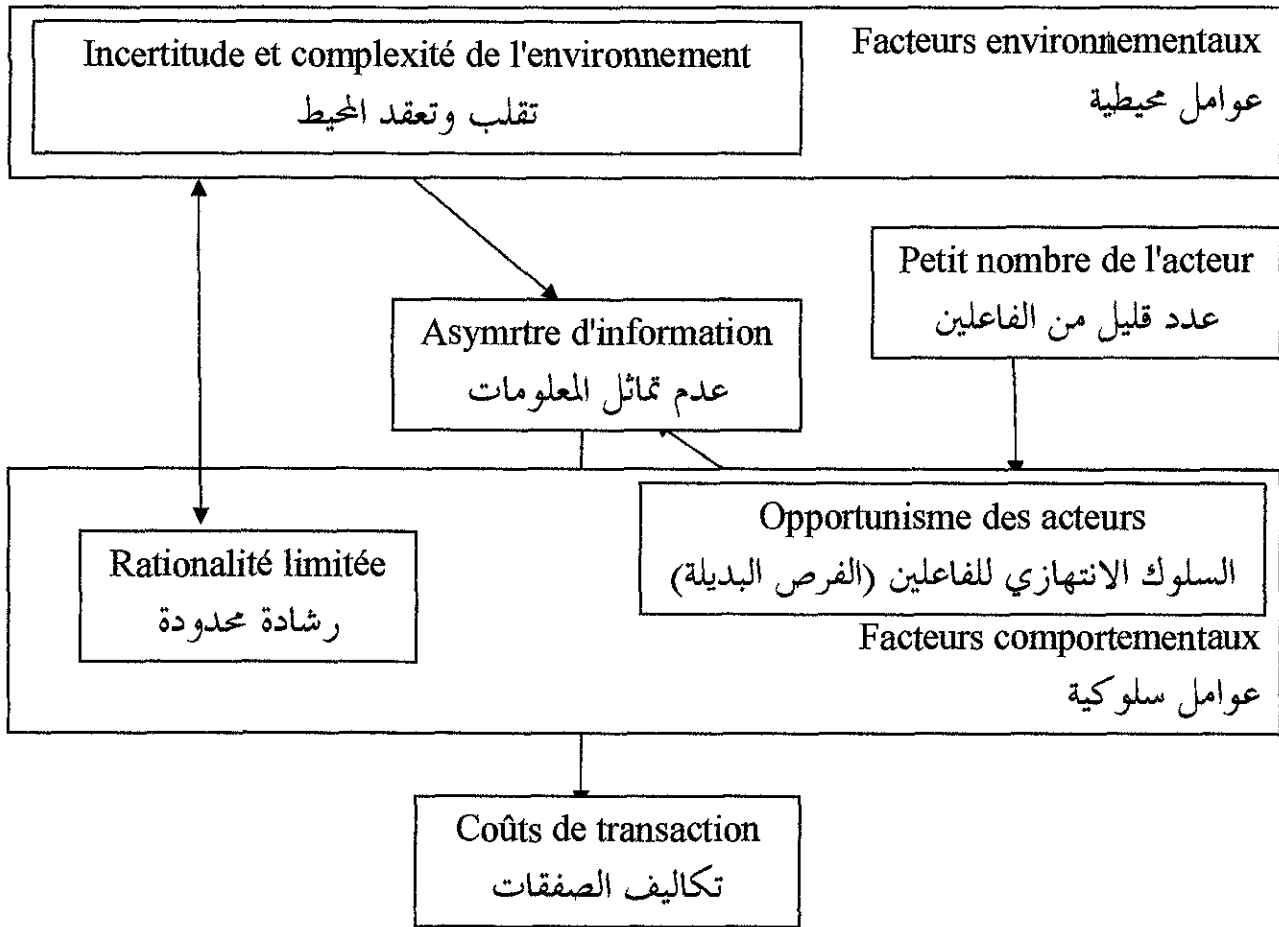 Incertitude et complexité de l'environnement
تقلب وتعقد المحيط
Facteurs environnementaux
عوامل محيطية
Petit nombre de l'acteur
عدد قليل من الفاعلين
Asymrtre d'information
عدم تماثل المعلومات
Opportunisme des acteurs
السلوك الانتهازي للفاعلين (الفرص البديلة)
Rationalité limitée
رشادة محدودة
Facteurs comportementaux
عوامل سلوكية
Coûts de transaction
تكاليف الصفقات